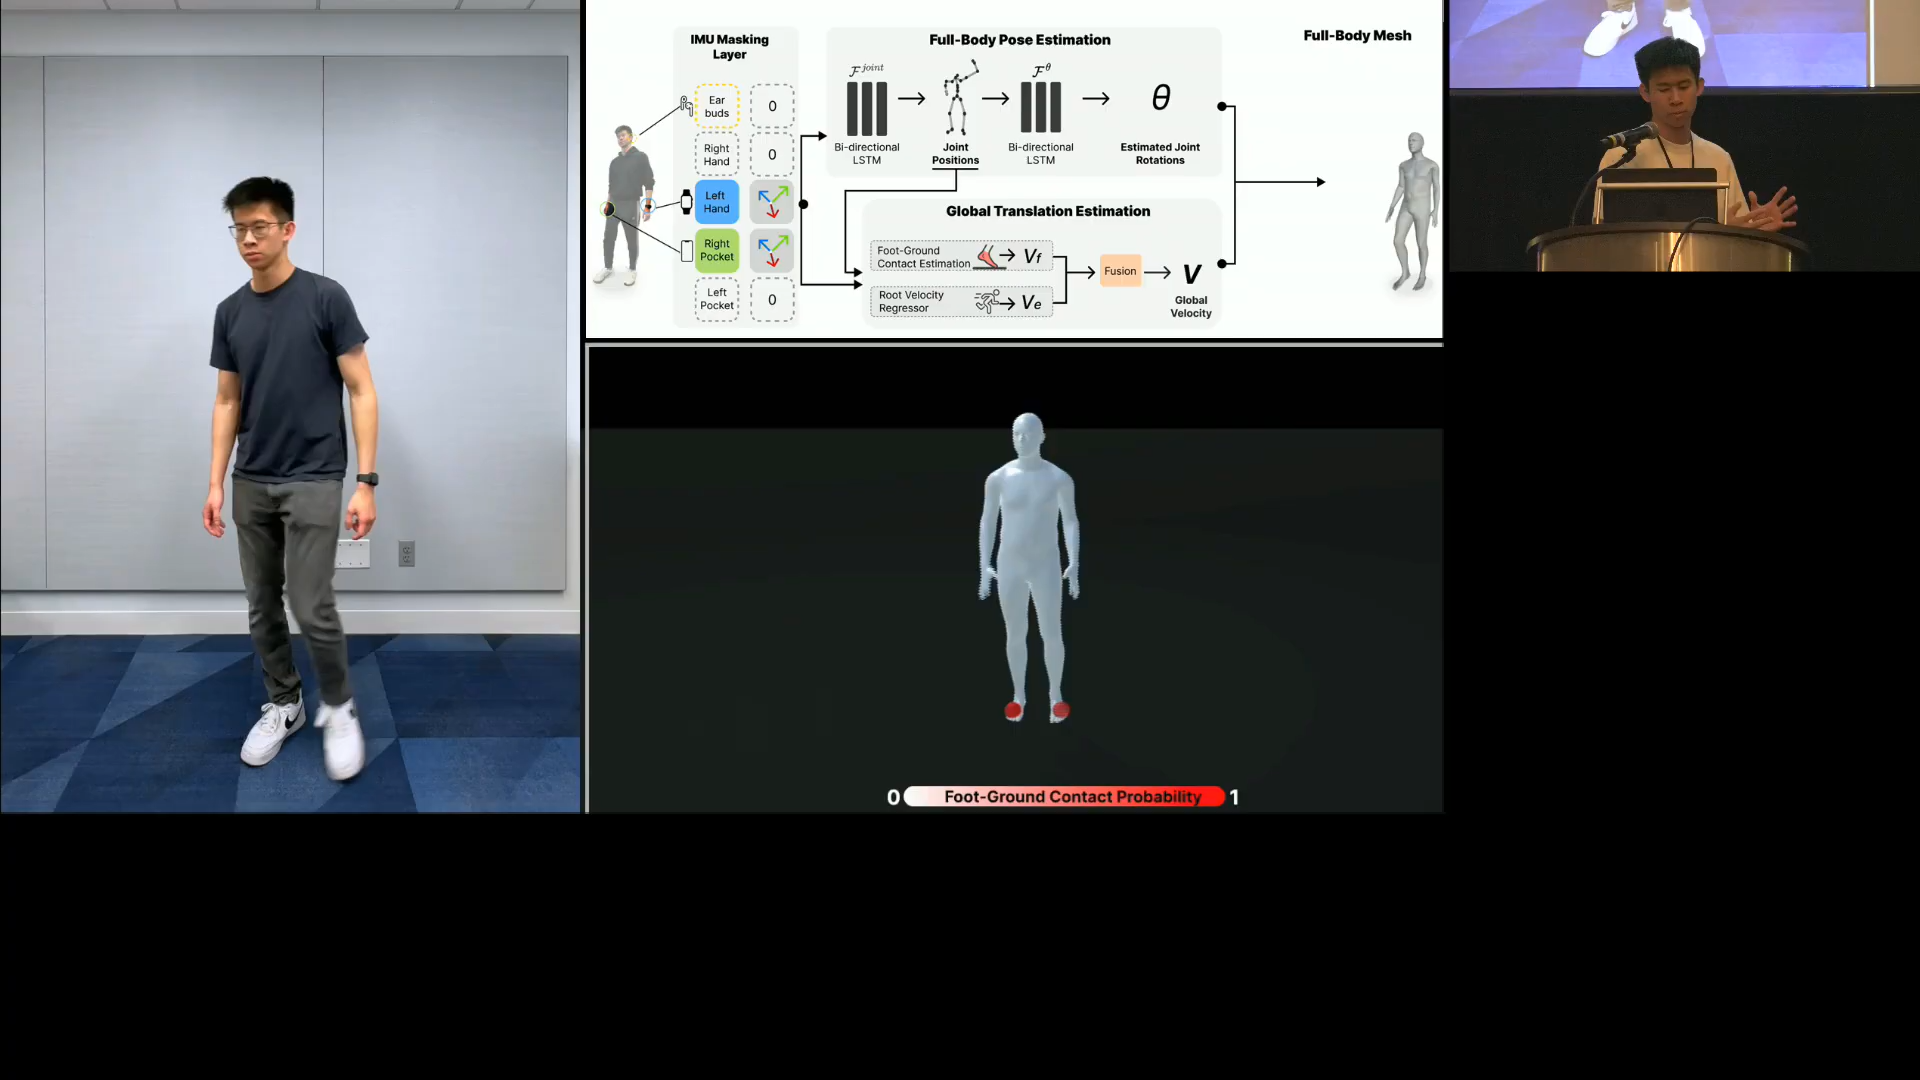 IMU Masking
Layer
Ear
buds
0
Right
Hand
0
Left
Hand
Right
Pocket
Left
Pocket
0
Full-Body Pose Estimation
𝓕 joint
Bi-directional
LSTM
Joint
Positions
𝓕 θ
Bi-directional
LSTM
θ
Estimated Joint
Rotations
Global Translation Estimation
Foot-Ground
Contact Estimation
Vf
Root Velocity
Regressor
Ve
Fusion
V
Global
Velocity
Full-Body Mesh
0 Foot-Ground Contact Probability 1